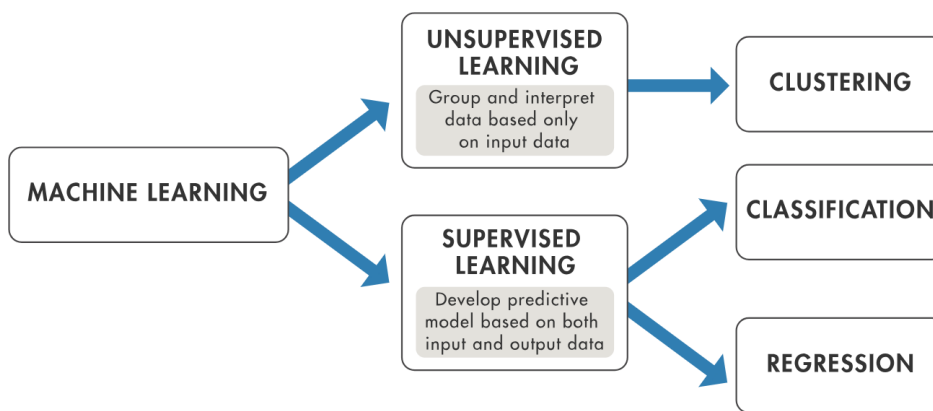 MACHINE LEARNING
UNSUPERVISED
LEARNING
Group and interpret
data based only
on input data
SUPERVISED
LEARNING
Develop predictive
model based on both
input and output data
CLUSTERING
CLASSIFICATION
REGRESSION